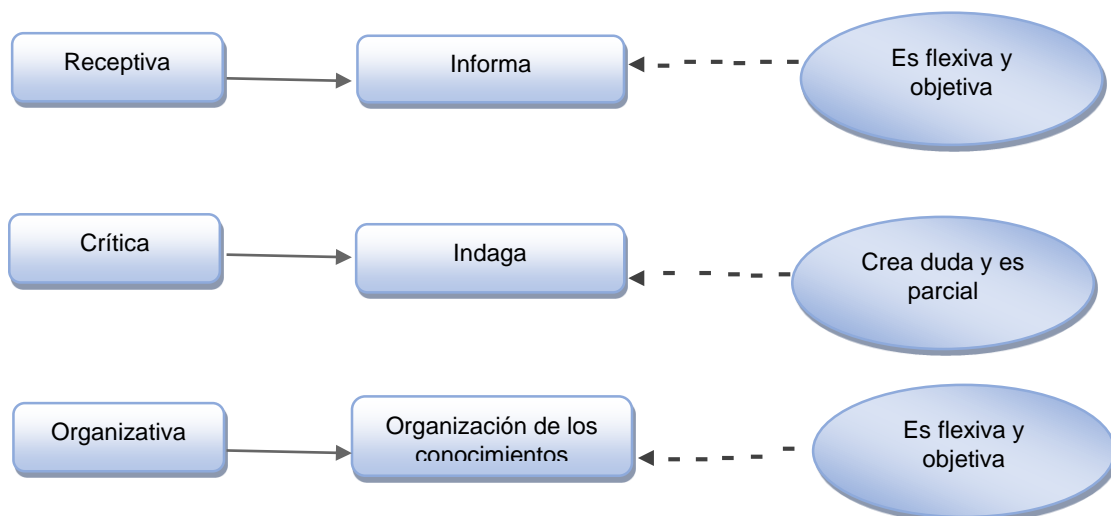 Receptiva
Informa
Es flexiva y
objetiva
Crítica
Indaga
Crea duda y es
parcial
Organizativa
Organización de los
conocimientos
Es flexiva y
objetiva